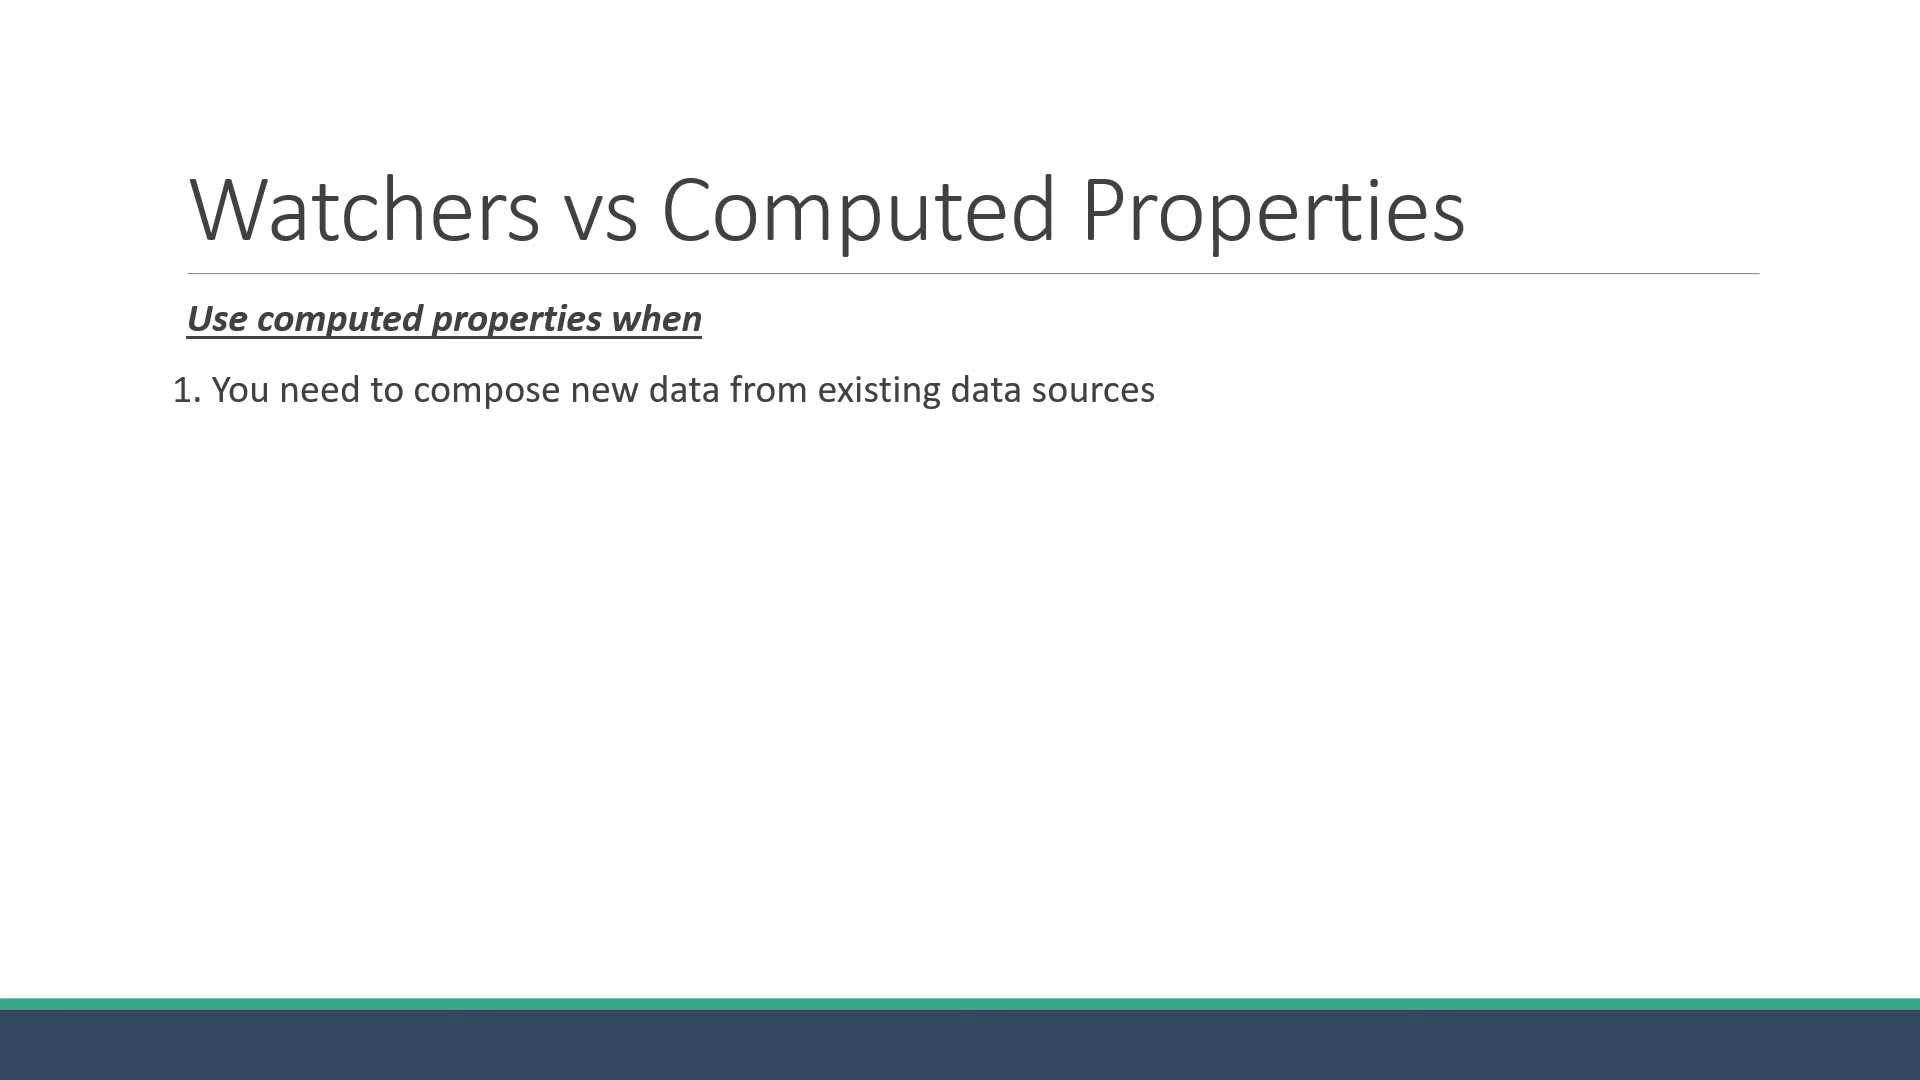 Watchers vs Computed Properties
Use computed properties when
1. You need to compose new data from existing data sources